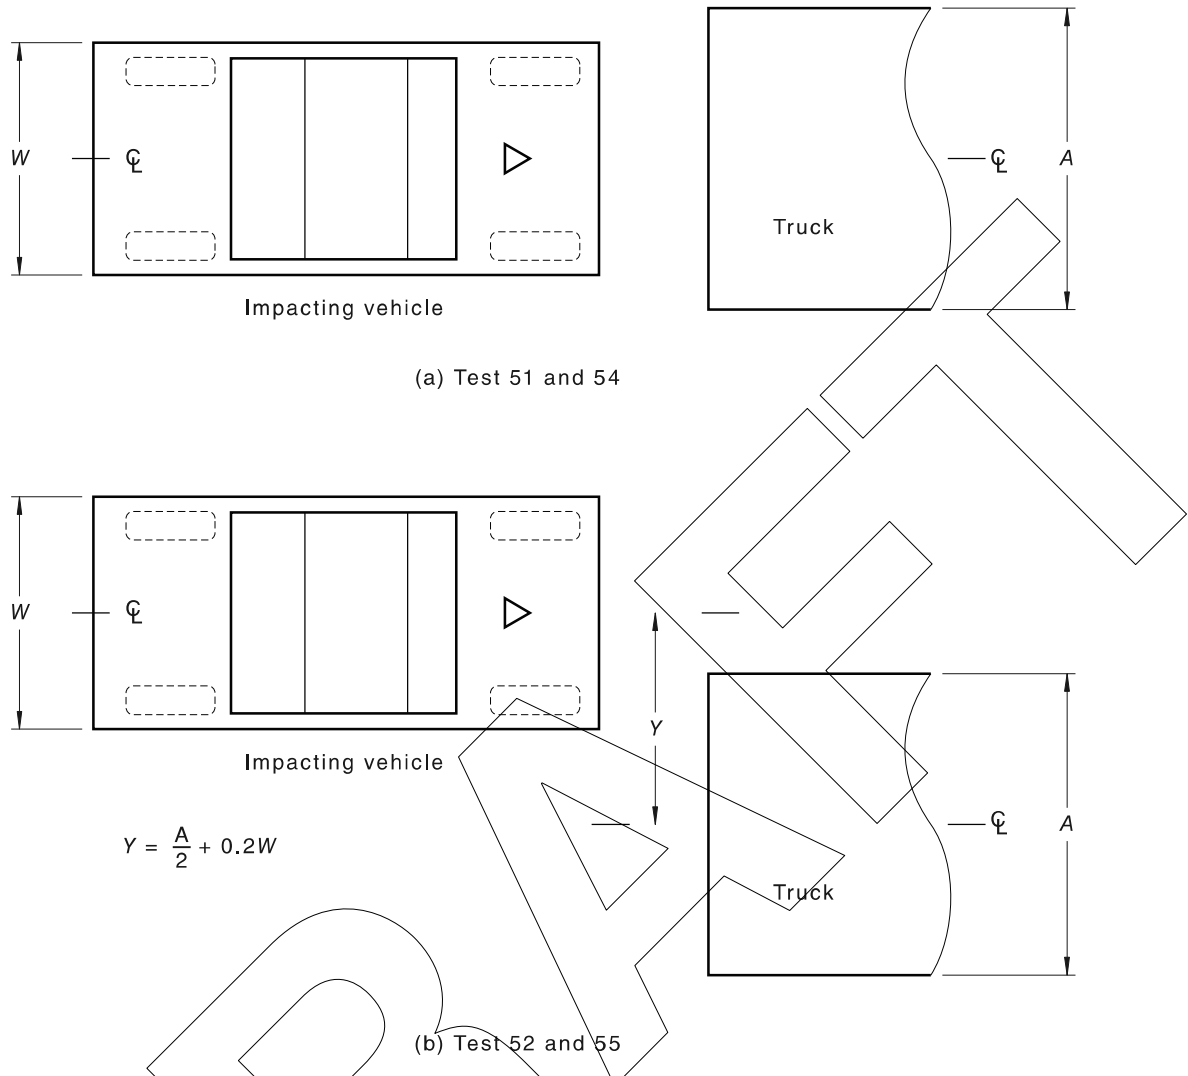 W
℄
℄
A
Truck
Impacting vehicle
(a) Test 51 and 54
W
℄
Y
Impacting vehicle
Y = A/2 + 0.2W
℄
A
Truck
(b) Test 52 and 55
DRAFT